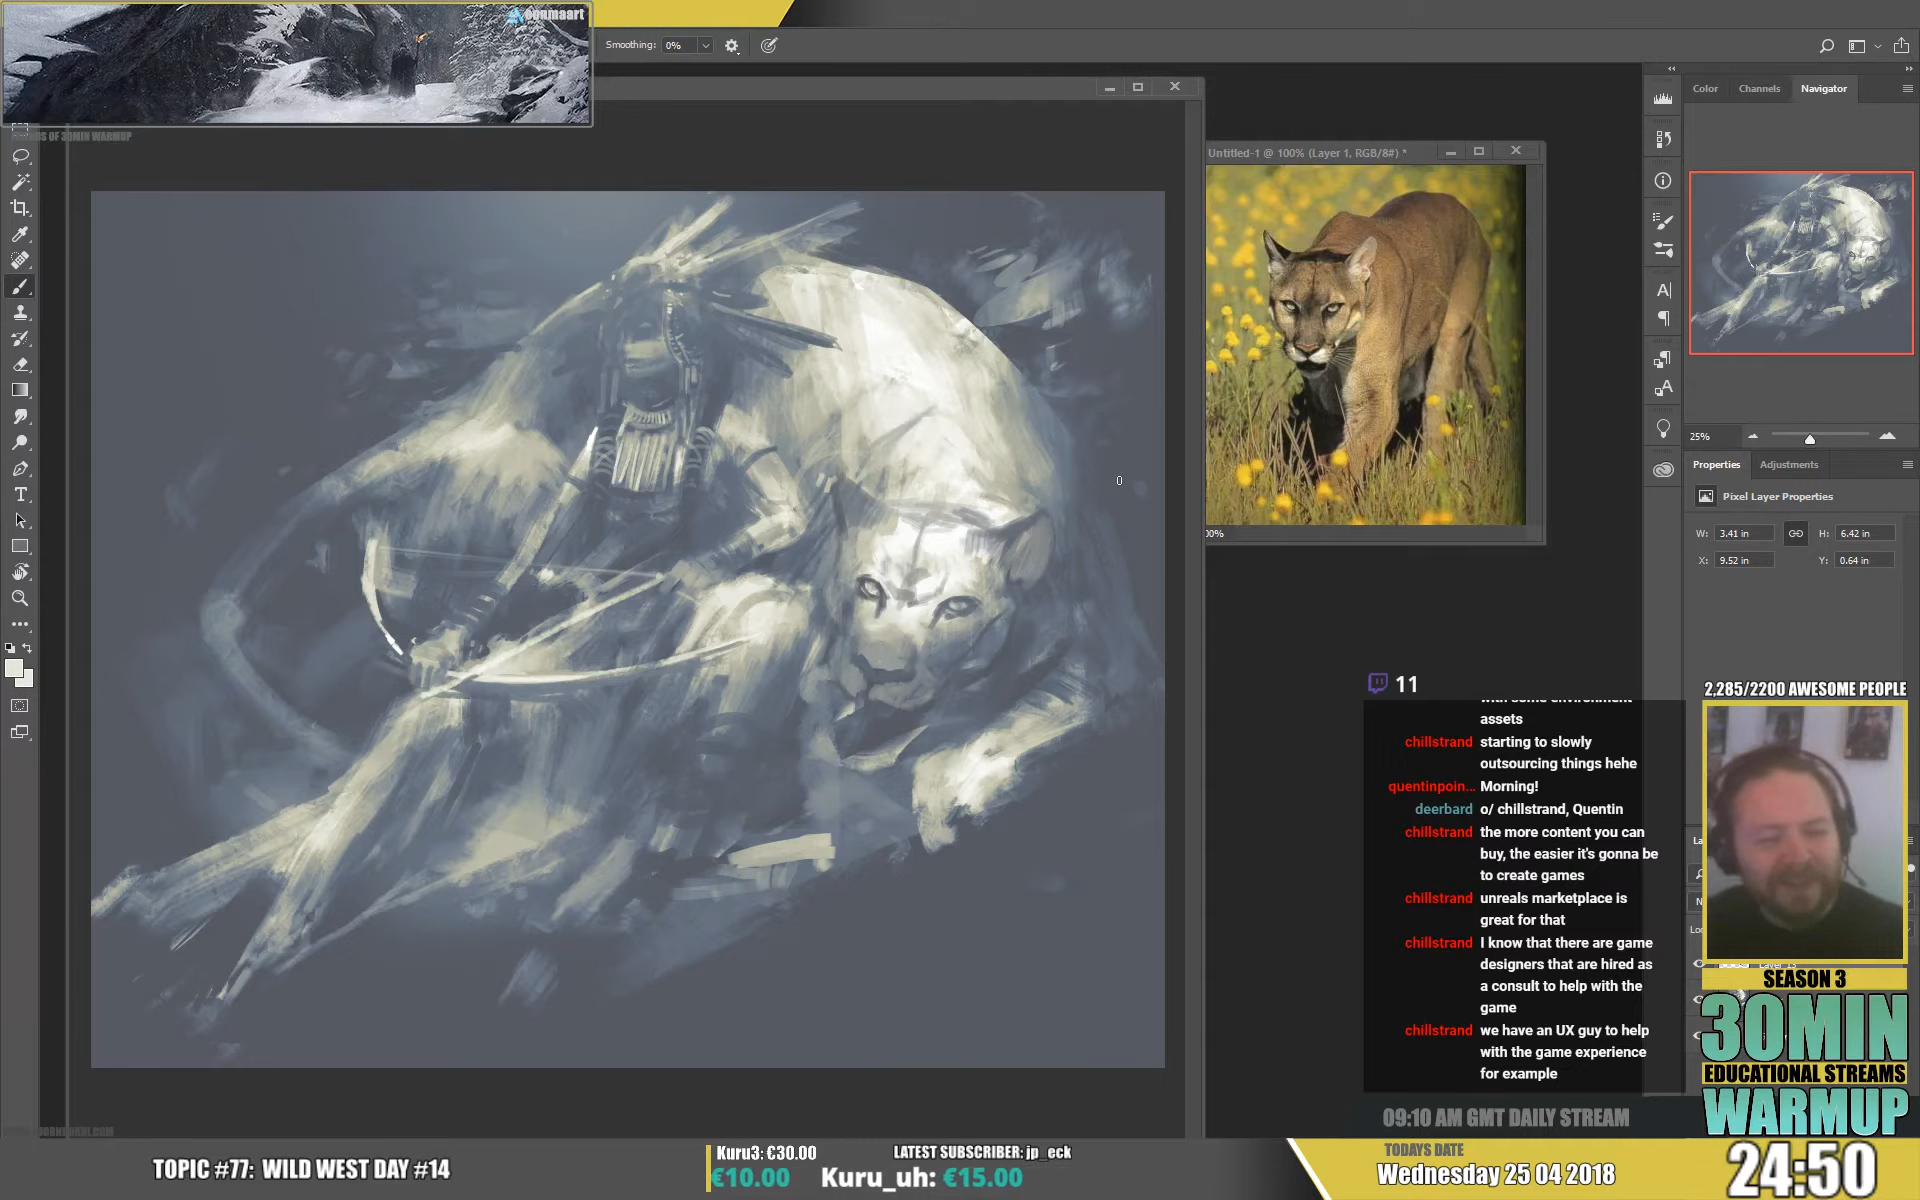 oonmaart
Smoothing: 0%
OF 30MIN WARMUP
Untitled-1 @ 100% (Layer 1, RGB/8#) *
Color Channels Navigator
25%
Properties Adjustments
Pixel Layer Properties
W: 3.41 in H: 6.42 in
X: 9.52 in Y: 0.64 in
11
with some environment
assets
chillstrand starting to slowly
outsourcing things hehe
quentinpoin... Morning!
deerbard o/ chillstrand, Quentin
chillstrand the more content you can
buy, the easier it's gonna be
to create games
chillstrand unreals marketplace is
great for that
chillstrand I know that there are game
designers that are hired as
a consult to help with the
game
chillstrand we have an UX guy to help
with the game experience
for example
2,285/2200 AWESOME PEOPLE
SEASON 3
30MIN
EDUCATIONAL STREAMS
WARMUP
09:10 AM GMT DAILY STREAM
TOPIC #77: WILD WEST DAY #14
Kuru3: €30.00
€10.00
LATEST SUBSCRIBER: jp_eck
Kuru_uh: €15.00
TODAYS DATE
Wednesday 25 04 2018
24:50